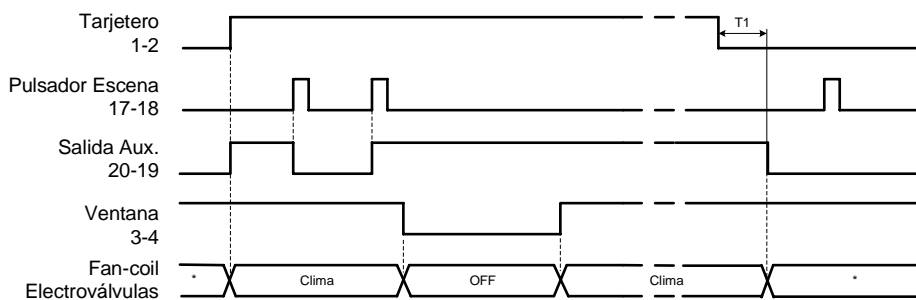 Tarjetero
1-2
T1
Pulsador Escena
17-18
Salida Aux.
20-19
Ventana
3-4
Fan-coil
Electroválvulas
*
Clima
OFF
Clima
*